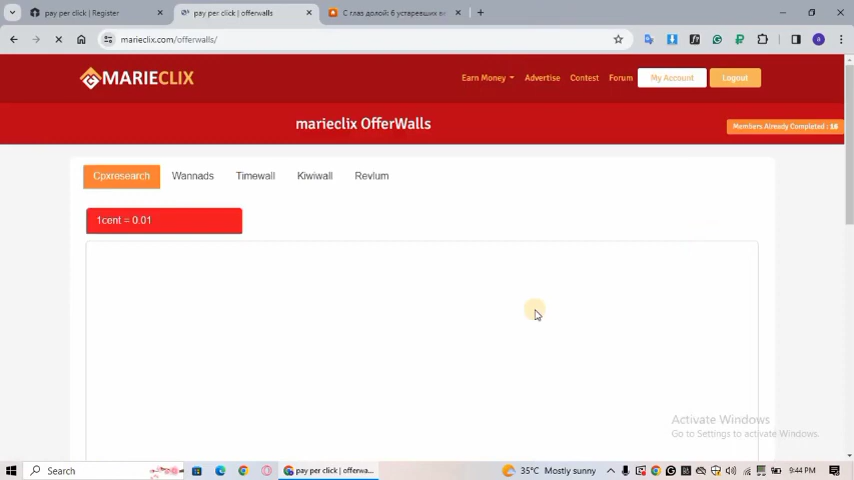 pay per click | Register
pay per click | offerwalls
С глаз долой: 6 устаревших ви
marieclix.com/offerwalls/
MARIECLIX
Earn Money
Advertise
Contest
Forum
My Account
Logout
marieclix OfferWalls
Members Already Completed : 16
Cpxresearch
Wannads
Timewall
Kiwiwall
Revlum
1cent = 0.01
Activate Windows
Go to Settings to activate Windows.
Search
pay per click | offerwa...
35°C Mostly sunny
9:44 PM